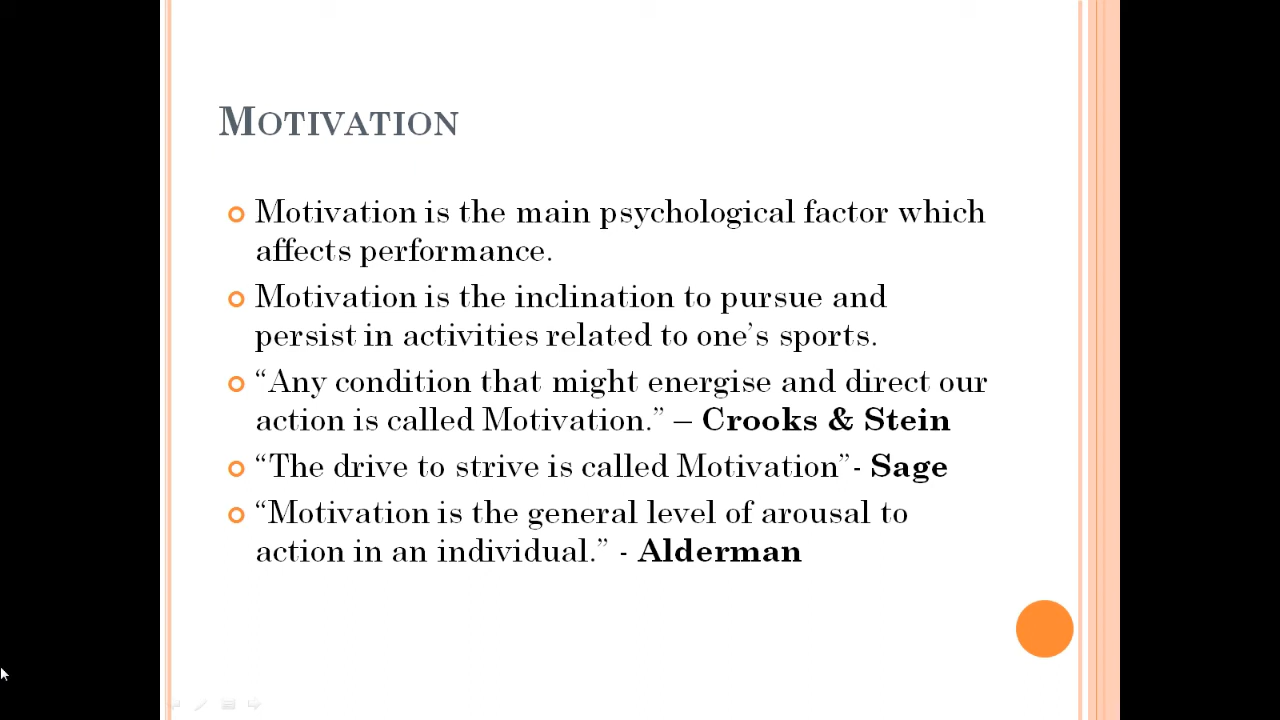 MOTIVATION
Motivation is the main psychological factor which
affects performance.
Motivation is the inclination to pursue and
persist in activities related to one’s sports.
“Any condition that might energise and direct our
action is called Motivation.” – Crooks & Stein
“The drive to strive is called Motivation”- Sage
“Motivation is the general level of arousal to
action in an individual.” - Alderman